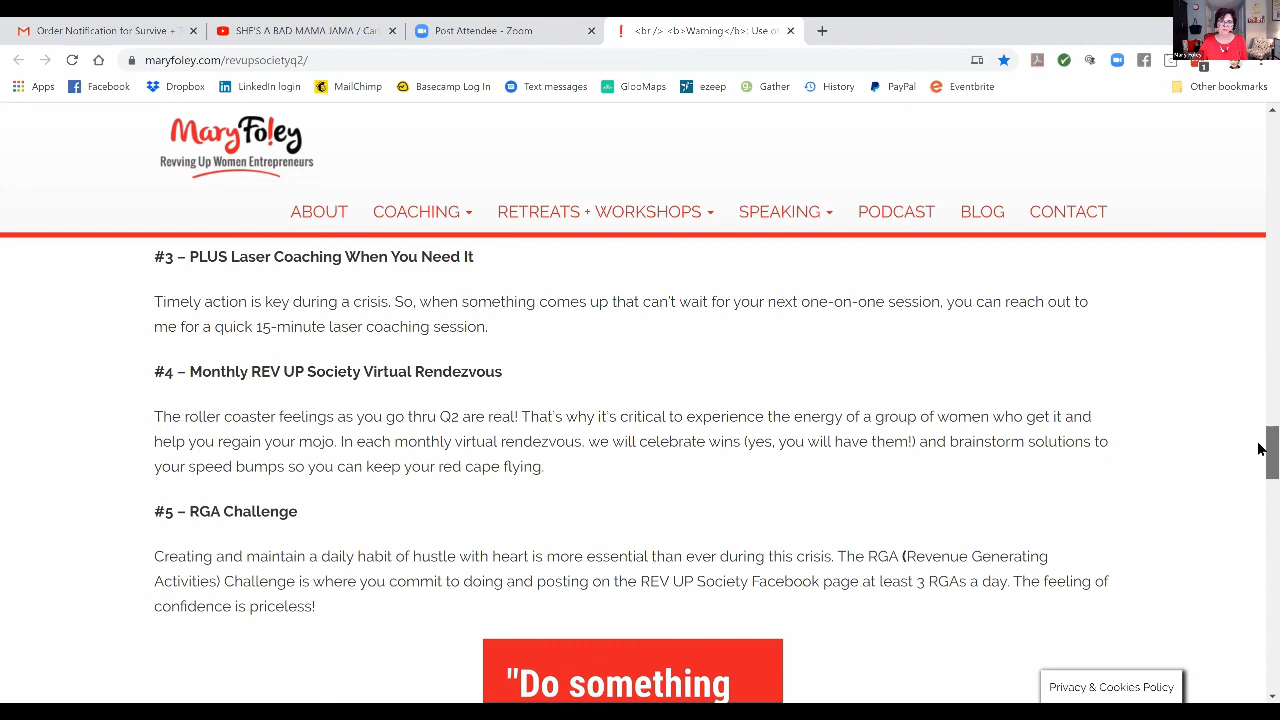 Order Notification for Survive + T
SHE'S A BAD MAMA JAMA / Carl
Post Attendee - Zoom
<br /> <b>Warning</b>: Use of
maryfoley.com/revupsocietyq2/
Mary Foley
1
Apps
Facebook
Dropbox
LinkedIn login
MailChimp
Basecamp Log In
Text messages
GlooMaps
ezeep
Gather
History
PayPal
Eventbrite
Other bookmarks
MaryFo!ey
Revving Up Women Entrepreneurs
ABOUT
COACHING
RETREATS + WORKSHOPS
SPEAKING
PODCAST
BLOG
CONTACT
#3 – PLUS Laser Coaching When You Need It
Timely action is key during a crisis. So, when something comes up that can't wait for your next one-on-one session, you can reach out to
me for a quick 15-minute laser coaching session.
#4 – Monthly REV UP Society Virtual Rendezvous
The roller coaster feelings as you go thru Q2 are real! That's why it's critical to experience the energy of a group of women who get it and
help you regain your mojo. In each monthly virtual rendezvous, we will celebrate wins (yes, you will have them!) and brainstorm solutions to
your speed bumps so you can keep your red cape flying.
#5 – RGA Challenge
Creating and maintain a daily habit of hustle with heart is more essential than ever during this crisis. The RGA (Revenue Generating
Activities) Challenge is where you commit to doing and posting on the REV UP Society Facebook page at least 3 RGAs a day. The feeling of
confidence is priceless!
"Do something
Privacy & Cookies Policy